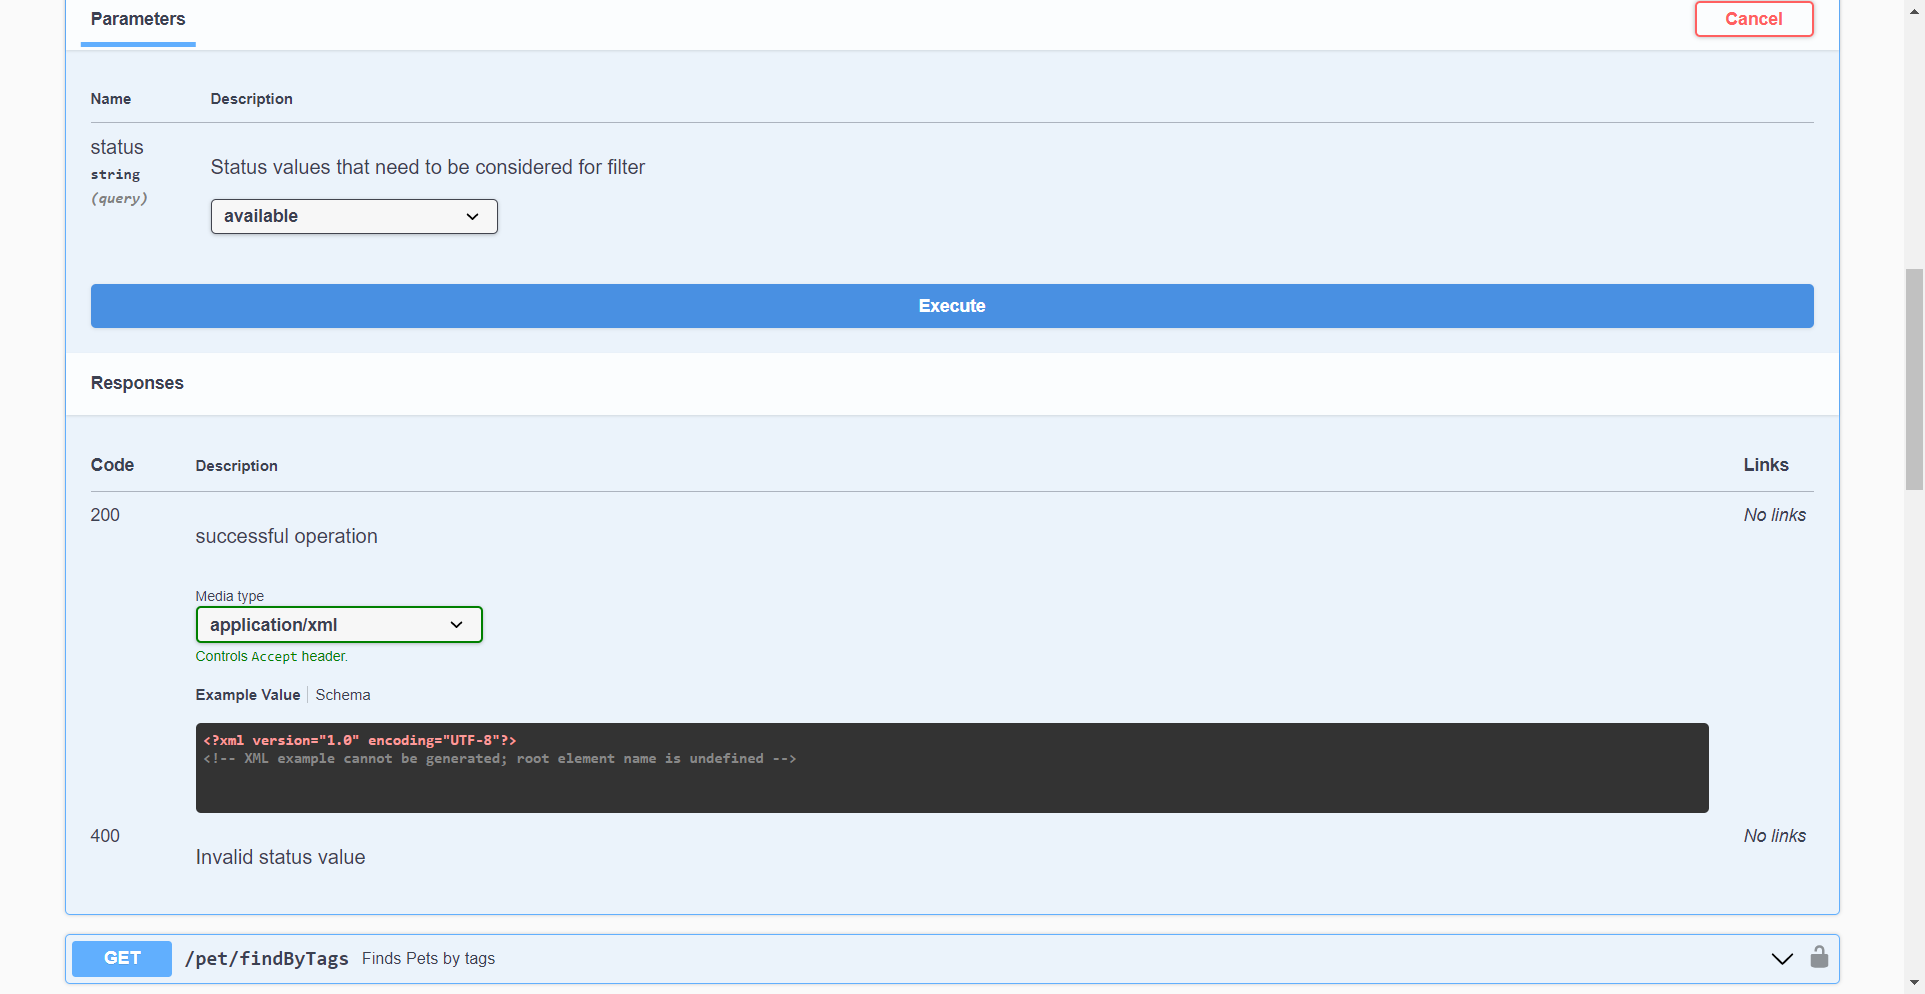 Parameters
Cancel
Name Description
status
string
(query)
Status values that need to be considered for filter
available
Execute
Responses
Code Description Links
200
successful operation
No links
Media type
application/xml
Controls Accept header.
Example Value Schema
<?xml version="1.0" encoding="UTF-8"?>
<!-- XML example cannot be generated; root element name is undefined -->
400
Invalid status value
No links
GET /pet/findByTags Finds Pets by tags